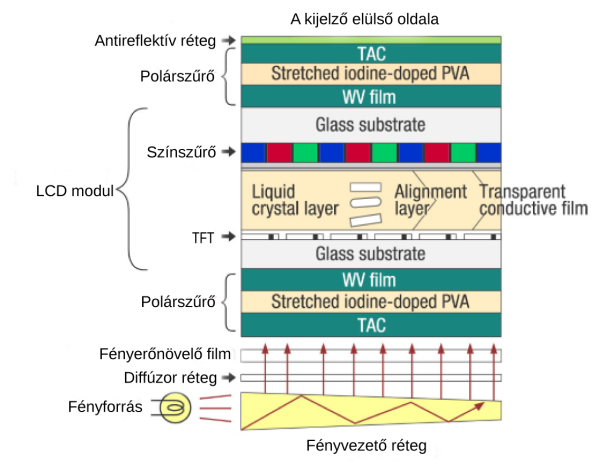 A kijelző elülső oldala
Antireflektív réteg
TAC
Polárszűrő
Stretched iodine-doped PVA
WV film
Glass substrate
Színszűrő
LCD modul
Liquid
crystal layer
Alignment
layer
Transparent
conductive film
TFT
Glass substrate
WV film
Polárszűrő
Stretched iodine-doped PVA
TAC
Fényerőnövelő film
Diffúzor réteg
Fényforrás
Fényvezető réteg